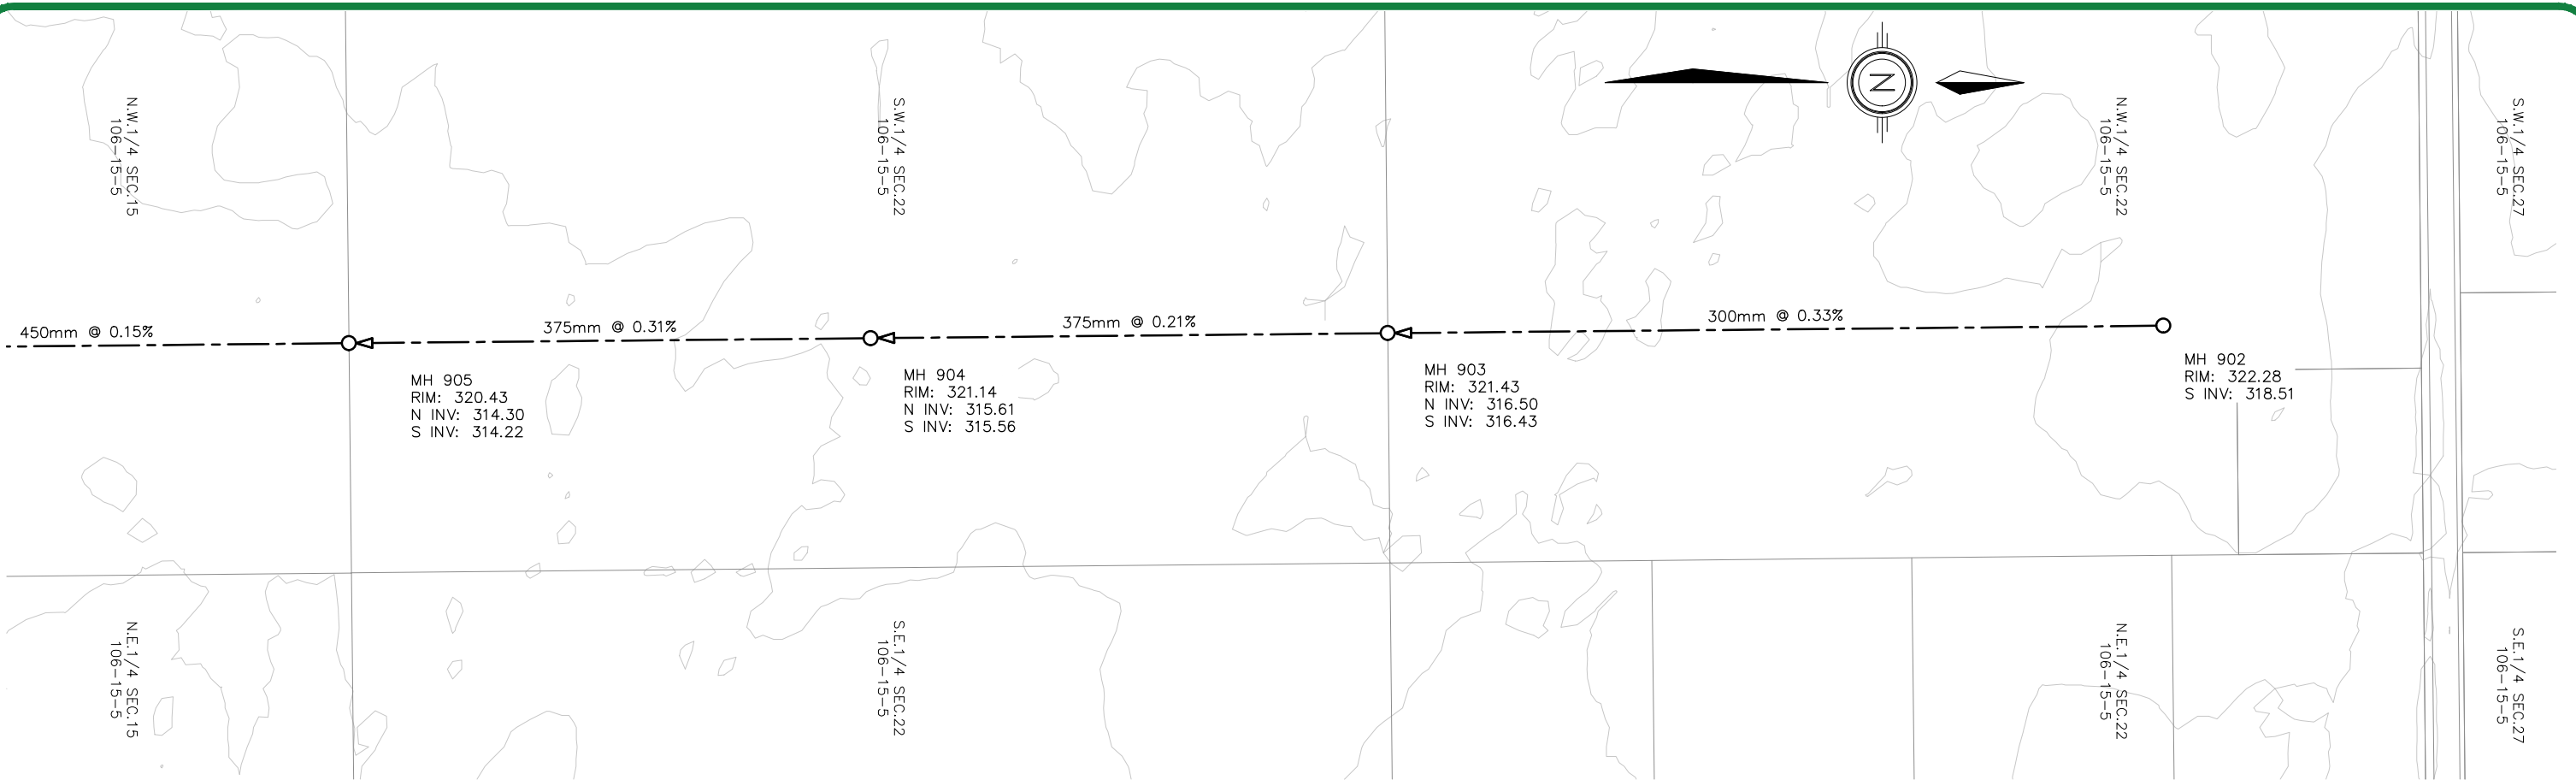 N.W.1/4 SEC.15
106-15-5
S.W.1/4 SEC.22
106-15-5
N
N.W.1/4 SEC.22
106-15-5
S.W.1/4 SEC.27
106-15-5
450mm @ 0.15%
375mm @ 0.31%
375mm @ 0.21%
300mm @ 0.33%
MH 905
RIM: 320.43
N INV: 314.30
S INV: 314.22
MH 904
RIM: 321.14
N INV: 315.61
S INV: 315.56
MH 903
RIM: 321.43
N INV: 316.50
S INV: 316.43
MH 902
RIM: 322.28
S INV: 318.51
N.E.1/4 SEC.15
106-15-5
S.E.1/4 SEC.22
106-15-5
N.E.1/4 SEC.22
106-15-5
S.E.1/4 SEC.27
106-15-5